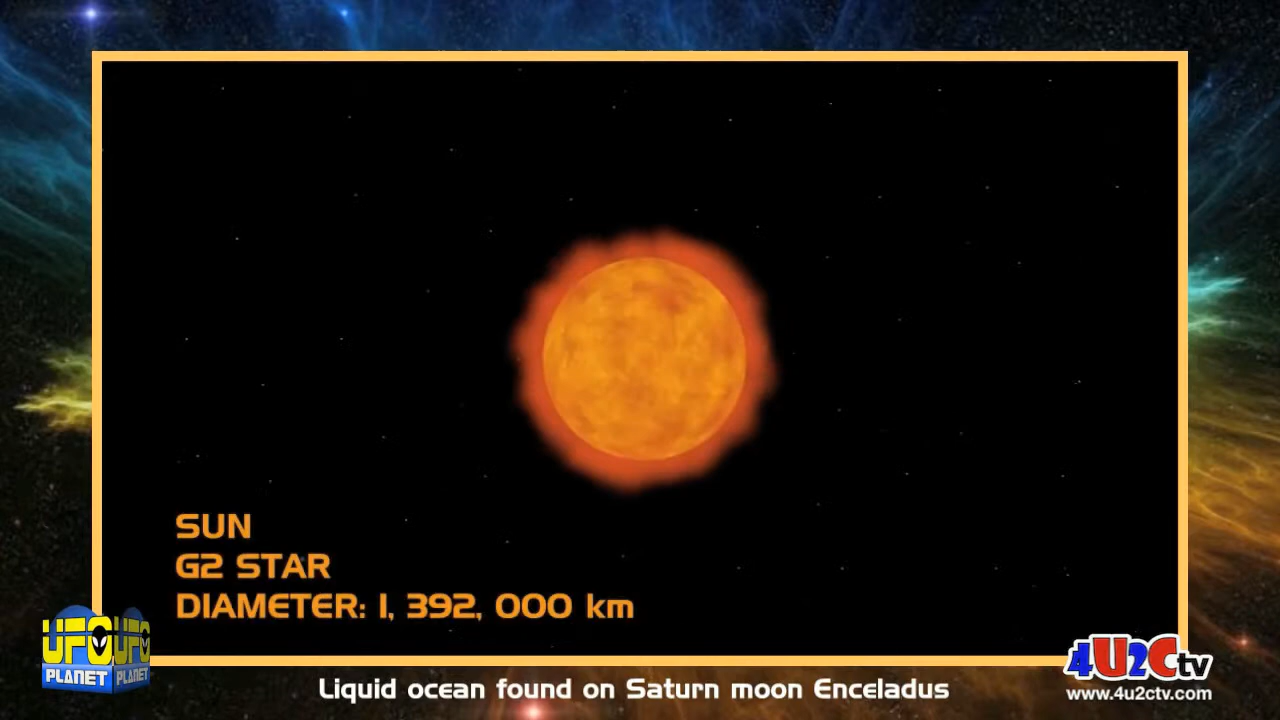 SUN
G2 STAR
DIAMETER: 1, 392, 000 km
UFO UFO
PLANET PLANET
4U2Ctv
www.4u2ctv.com
Liquid ocean found on Saturn moon Enceladus